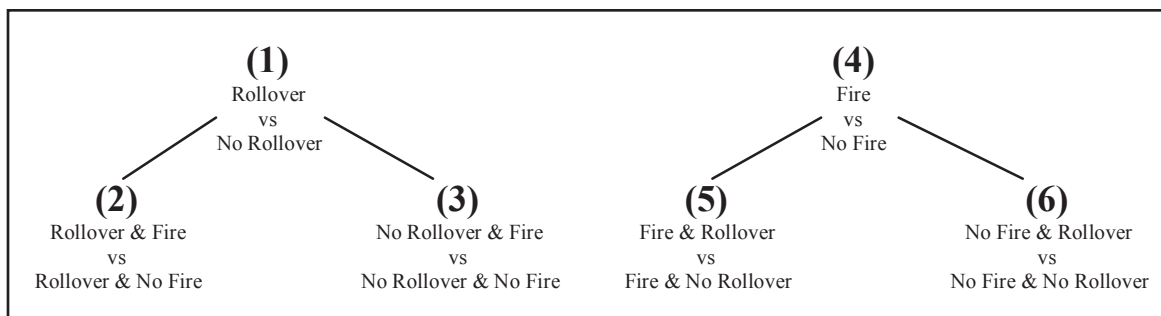 (1)
Rollover
vs
No Rollover
(4)
Fire
vs
No Fire
(2)
Rollover & Fire
vs
Rollover & No Fire
(3)
No Rollover & Fire
vs
No Rollover & No Fire
(5)
Fire & Rollover
vs
Fire & No Rollover
(6)
No Fire & Rollover
vs
No Fire & No Rollover